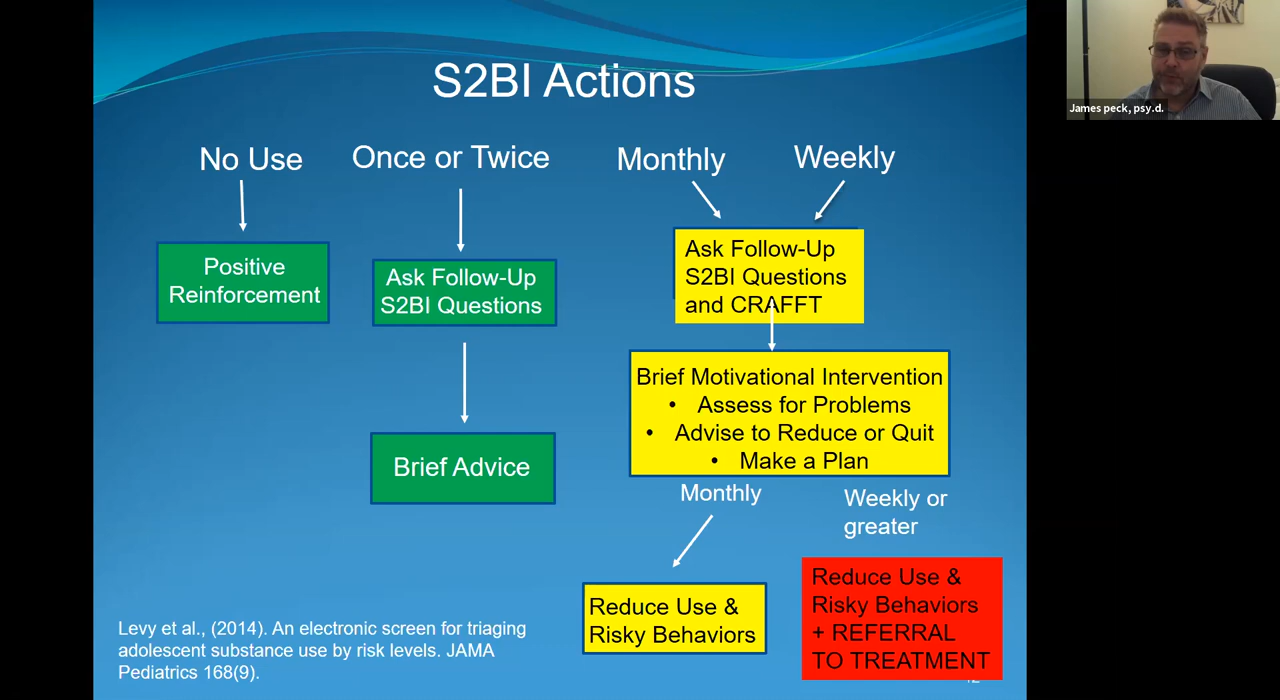 S2BI Actions
James peck, psy.d.
No Use
Once or Twice
Monthly
Weekly
Positive
Reinforcement
Ask Follow-Up
S2BI Questions
Brief Advice
Ask Follow-Up
S2BI Questions
and CRAFFT
Brief Motivational Intervention
• Assess for Problems
• Advise to Reduce or Quit
• Make a Plan
Monthly
Weekly or
greater
Reduce Use &
Risky Behaviors
Reduce Use &
Risky Behaviors
+ REFERRAL
TO TREATMENT
Levy et al., (2014). An electronic screen for triaging
adolescent substance use by risk levels. JAMA
Pediatrics 168(9).